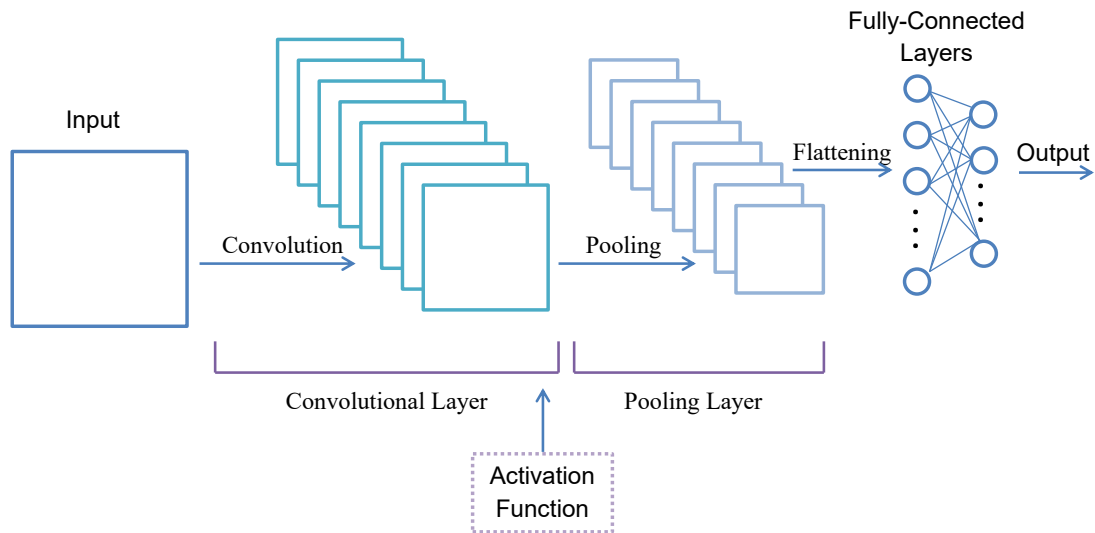 Fully-Connected
Layers
Input
Flattening
Output
Convolution
Pooling
Convolutional Layer
Pooling Layer
Activation
Function